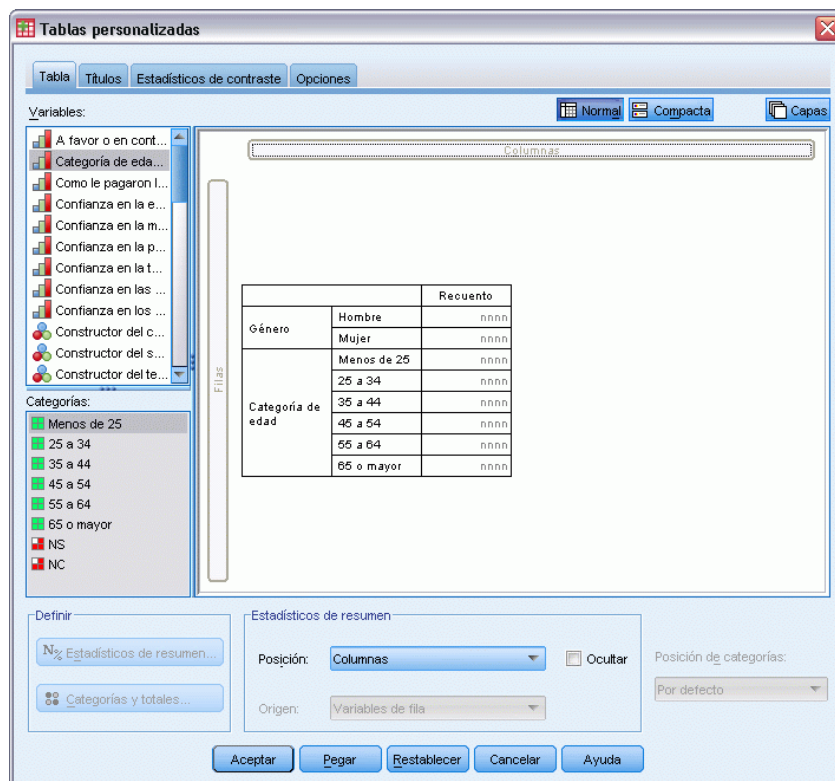 Tablas personalizadas
Tabla
Títulos
Estadísticos de contraste
Opciones
Variables:
Normal
Compacta
Capas
A favor o en cont...
Categoría de eda...
Como le pagaron l...
Confianza en la e...
Confianza en la m...
Confianza en la p...
Confianza en la t...
Confianza en las ...
Confianza en los ...
Constructor del c...
Constructor del s...
Constructor del te...
Categorías:
Menos de 25
25 a 34
35 a 44
45 a 54
55 a 64
65 o mayor
NS
NC
Columnas
Filas
Recuento
Género
Hombre
nnnn
Mujer
nnnn
Categoría de
edad
Menos de 25
nnnn
25 a 34
nnnn
35 a 44
nnnn
45 a 54
nnnn
55 a 64
nnnn
65 o mayor
nnnn
Definir
N% Estadísticos de resumen...
Categorías y totales...
Estadísticos de resumen
Posición:
Columnas
Ocultar
Origen:
Variables de fila
Posición de categorías:
Por defecto
Aceptar
Pegar
Restablecer
Cancelar
Ayuda